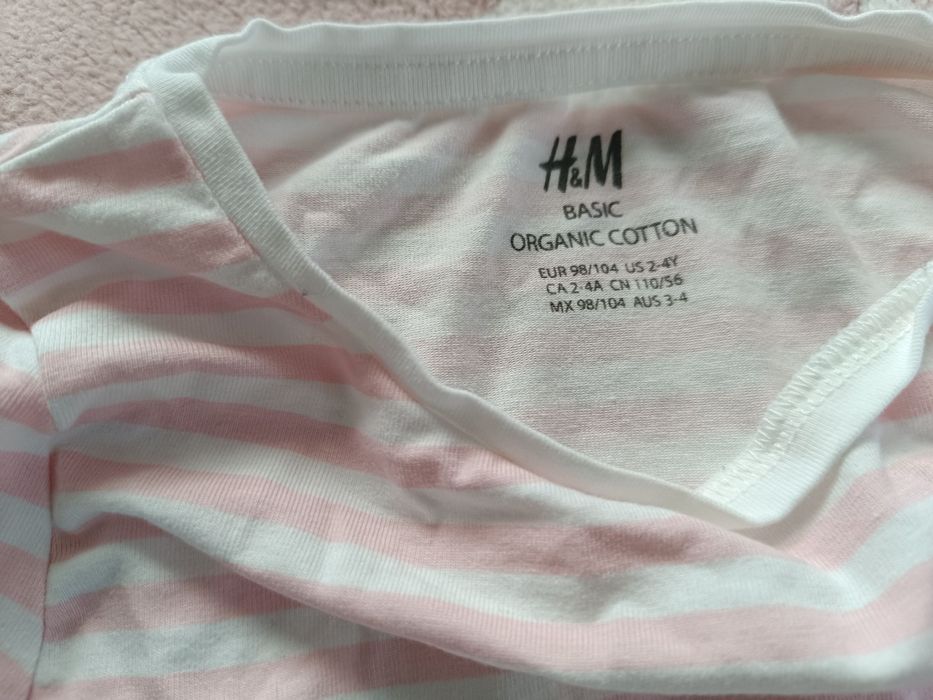 H&M
BASIC
ORGANIC COTTON
EUR 98/104 US 2-4Y
CA 2-4A CN 110/56
MX 98/104 AUS 3-4